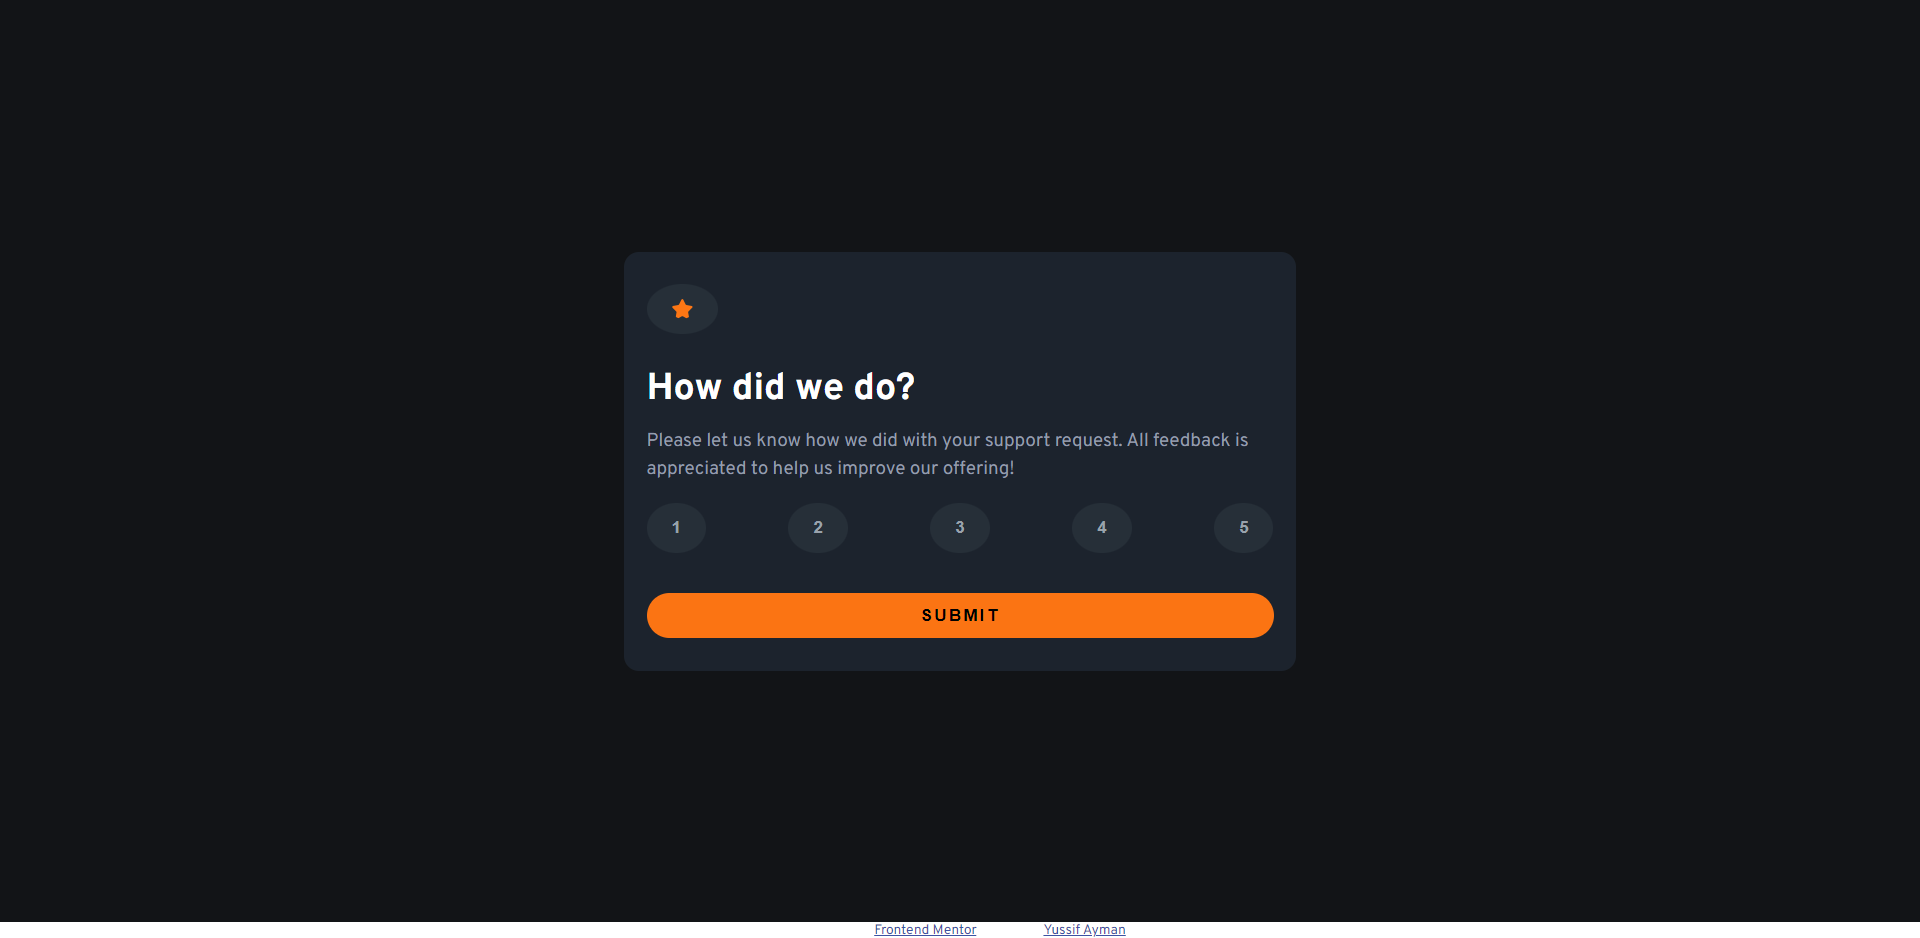 How did we do?
Please let us know how we did with your support request. All feedback is
appreciated to help us improve our offering!
1 2 3 4 5
SUBMIT
Frontend Mentor Yussif Ayman